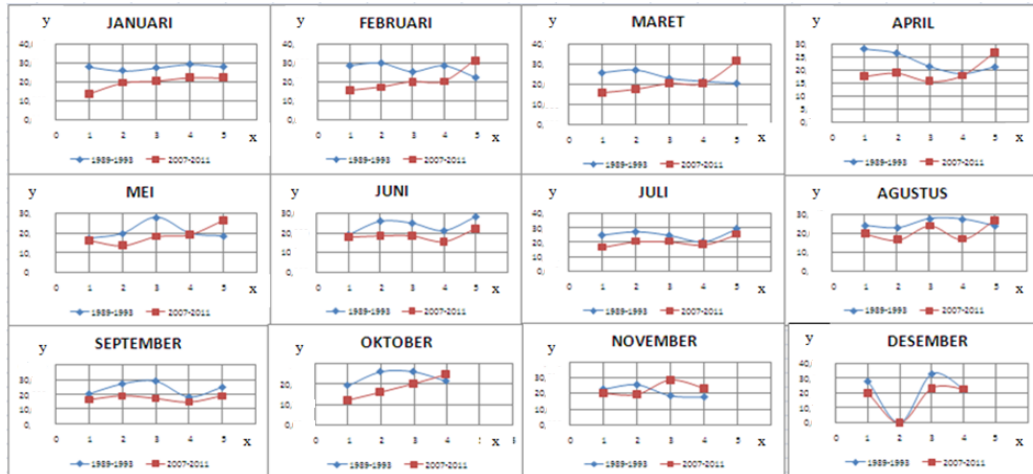 y JANUARI
40,
30,
20,
10,
0,
0 1 2 3 4 5 x
1989-1993 2007-2011
y FEBRUARI
40,
30,
20,
10,
0,
0 1 2 3 4 5 x
1989-1993 2007-2011
y MARET
40,
30,
20,
10,
0,
0 1 2 3 4 5 x
1989-1993 2007-2011
y APRIL
30,
25,
20,
15,
10,
5,
0,
0 1 2 3 4 5 x
1989-1993 2007-2011
y MEI
30,
20,
10,
0,
0 1 2 3 4 5 x
1989-1993 2007-2011
y JUNI
30,
20,
10,
0,
0 1 2 3 4 5 x
1989-1993 2007-2011
y JULI
40,
30,
20,
10,
0,
0 1 2 3 4 5 x
1989-1993 2007-2011
y AGUSTUS
30,
20,
10,
0,
0 1 2 3 4 5 x
1989-1993 2007-2011
y SEPTEMBER
30,
20,
10,
0,
0 1 2 3 4 5 x
1989-1993 2007-2011
y OKTOBER
20,
10,
0,
0 1 2 3 4 x
1989-1993 2007-2011
y NOVEMBER
30,
20,
10,
0,
0 1 2 3 4 5 x
1989-1993 2007-2011
y DESEMBER
40,
30,
20,
10,
0,
0 1 2 3 4 5 x
1989-1993 2007-2011